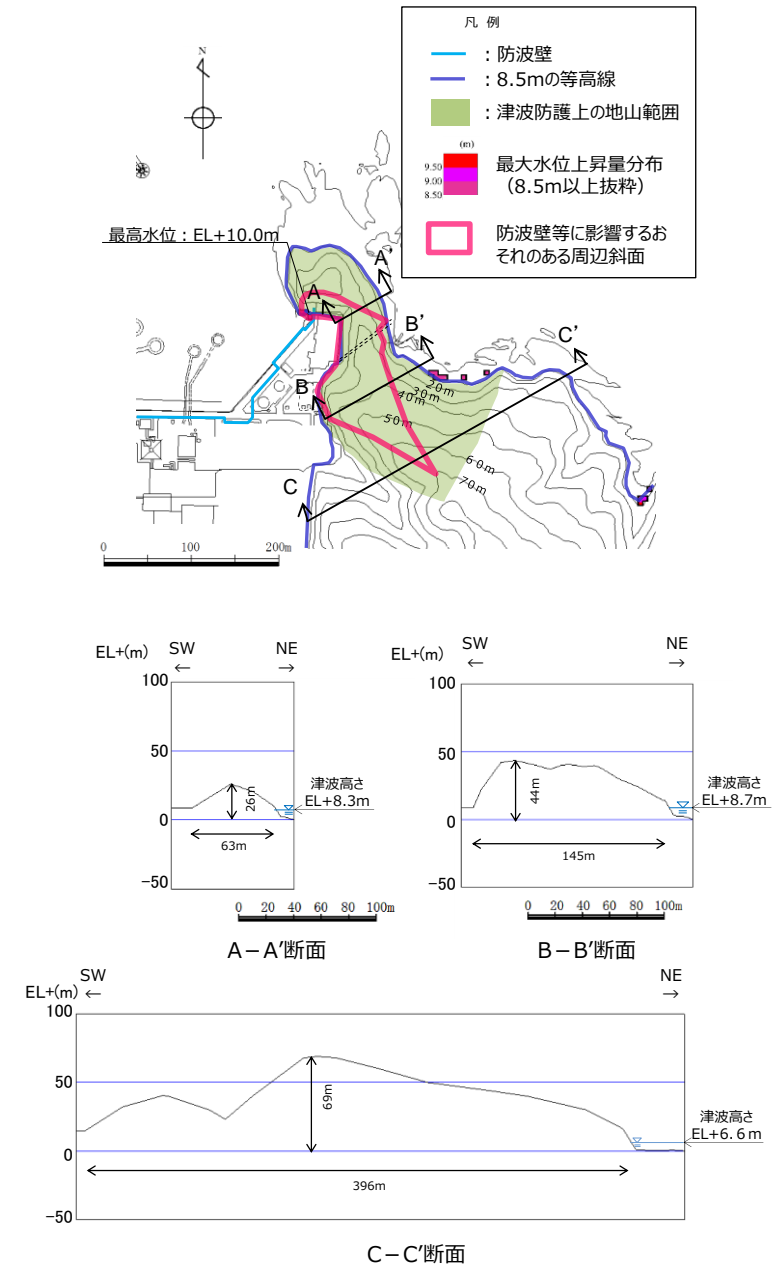 凡 例
：防波壁
：8.5mの等高線
：津波防護上の地山範囲
(m)
9.50
9.00
8.50
最大水位上昇量分布
（8.5m以上抜粋）
防波壁等に影響するお
それのある周辺斜面
N
最高水位：EL+10.0m
A
A’
B
B’
C
C’
20m
30m
40m
50m
60m
70m
0 100 200m
EL+(m)
SW
←
NE
→
100
50
0
−50
26m
63m
津波高さ
EL+8.3m
0 20 40 60 80 100m
A−A’断面
EL+(m)
SW
←
NE
→
100
50
0
−50
44m
145m
津波高さ
EL+8.7m
0 20 40 60 80 100m
B−B’断面
EL+(m)
SW
←
NE
→
100
50
0
−50
69m
396m
津波高さ
EL+6.6m
C−C’断面